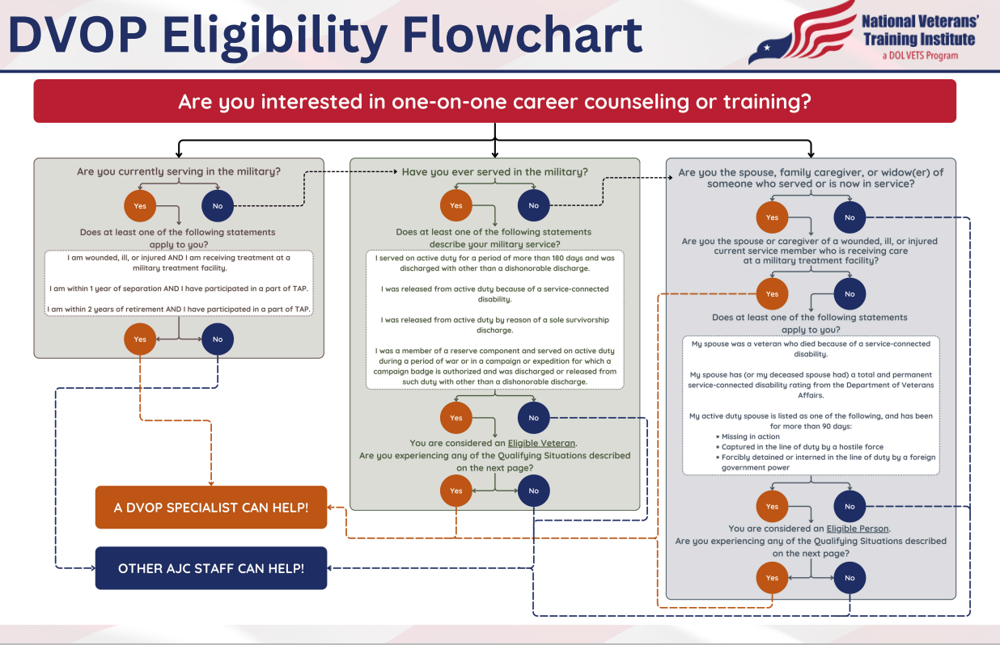 DVOP Eligibility Flowchart
National Veterans'
Training Institute
a DOL VETS Program
Are you interested in one-on-one career counseling or training?
Are you currently serving in the military?
Yes
No
Does at least one of the following statements
apply to you?
I am wounded, ill, or injured AND I am receiving treatment at a
military treatment facility.
I am within 1 year of separation AND I have participated in a part of TAP.
I am within 2 years of retirement AND I have participated in a part of TAP.
Yes
No
Have you ever served in the military?
Yes
No
Does at least one of the following statements
describe your military service?
I served on active duty for a period of more than 180 days and was
discharged with other than a dishonorable discharge.
I was released from active duty because of a service-connected
disability.
I was released from active duty by reason of a sole survivorship
discharge.
I was a member of a reserve component and served on active duty
during a period of war or in a campaign or expedition for which a
campaign badge is authorized and was discharged or released from
such duty with other than a dishonorable discharge.
Yes
No
You are considered an Eligible Veteran.
Are you experiencing any of the Qualifying Situations described
on the next page?
Yes
No
Are you the spouse, family caregiver, or widow(er) of
someone who served or is now in service?
Yes
No
Are you the spouse or caregiver of a wounded, ill, or injured
current service member who is receiving care
at a military treatment facility?
Yes
No
Does at least one of the following statements
apply to you?
My spouse was a veteran who died because of a service-connected
disability.
My spouse has (or my deceased spouse had) a total and permanent
service-connected disability rating from the Department of Veterans
Affairs.
My active duty spouse is listed as one of the following, and has been
for more than 90 days:
▪ Missing in action
▪ Captured in the line of duty by a hostile force
▪ Forcibly detained or interned in the line of duty by a foreign
government power
Yes
No
You are considered an Eligible Person.
Are you experiencing any of the Qualifying Situations described
on the next page?
Yes
No
A DVOP SPECIALIST CAN HELP!
OTHER AJC STAFF CAN HELP!